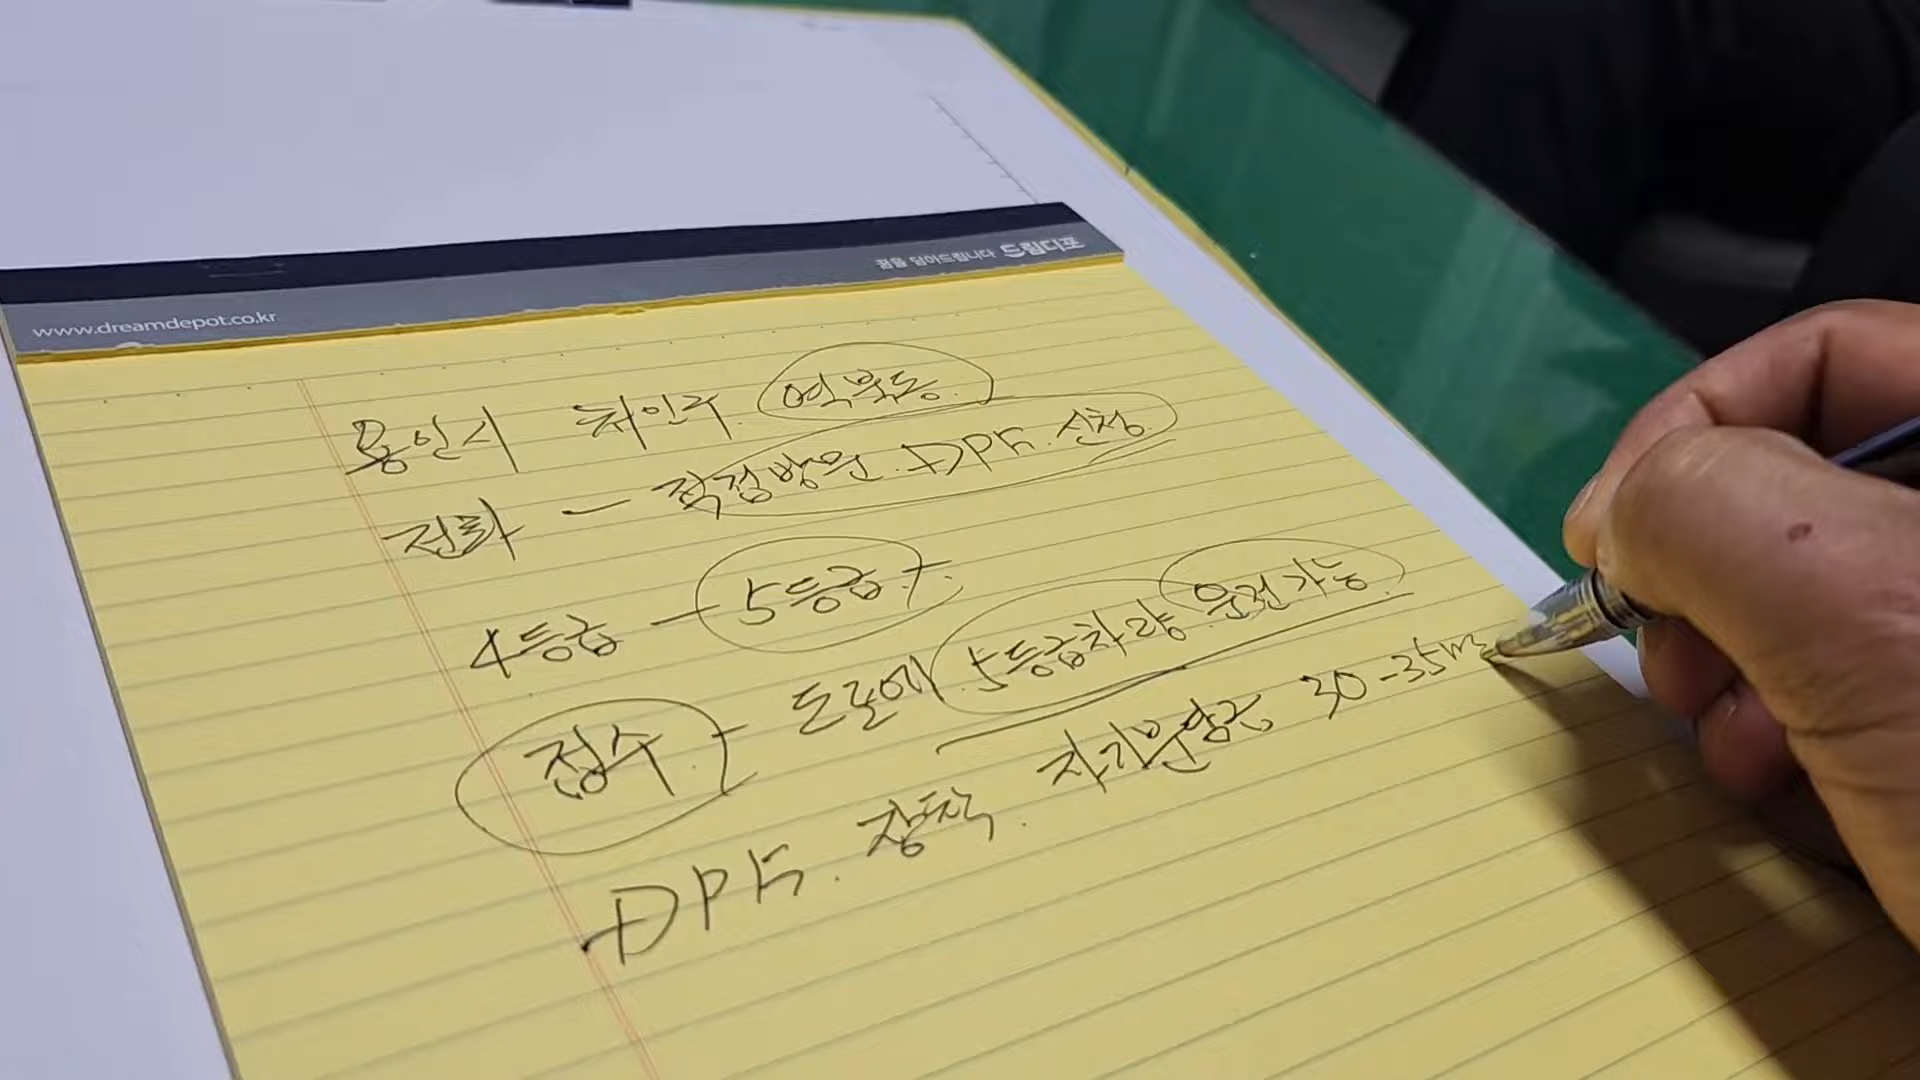 꿈을 담아드립니다 드림디포
www.dreamdepot.co.kr
용인시 처인구 역북동
전화 - 직접방문 DPF 신청
4등급 - 5등급
접수 - 도로에 5등급차량 운전가능
DPF 장착 자기부담금 30-35만